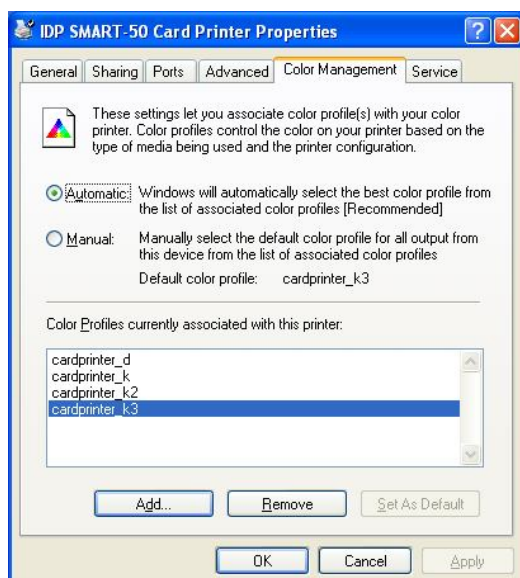 IDP SMART-50 Card Printer Properties
General Sharing Ports Advanced Color Management Service
These settings let you associate color profile(s) with your color
printer. Color profiles control the color on your printer based on the
type of media being used and the printer configuration.
Automatic: Windows will automatically select the best color profile from
the list of associated color profiles [Recommended]
Manual: Manually select the default color profile for all output from
this device from the list of associated color profiles
Default color profile: cardprinter_k3
Color Profiles currently associated with this printer:
cardprinter_d
cardprinter_k
cardprinter_k2
cardprinter_k3
Add... Remove Set As Default
OK Cancel Apply